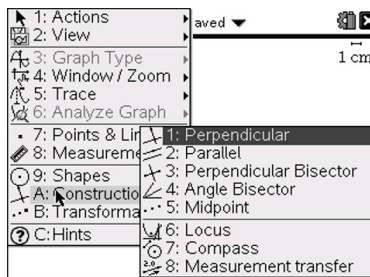 1: Actions
2: View
aved
3: Graph Type
4: Window / Zoom
1 cm
5: Trace
6: Analyze Graph
7: Points & Lin
8: Measureme
9: Shapes
A: Constructio
B: Transforma
C: Hints
1: Perpendicular
2: Parallel
3: Perpendicular Bisector
4: Angle Bisector
5: Midpoint
6: Locus
7: Compass
8: Measurement transfer